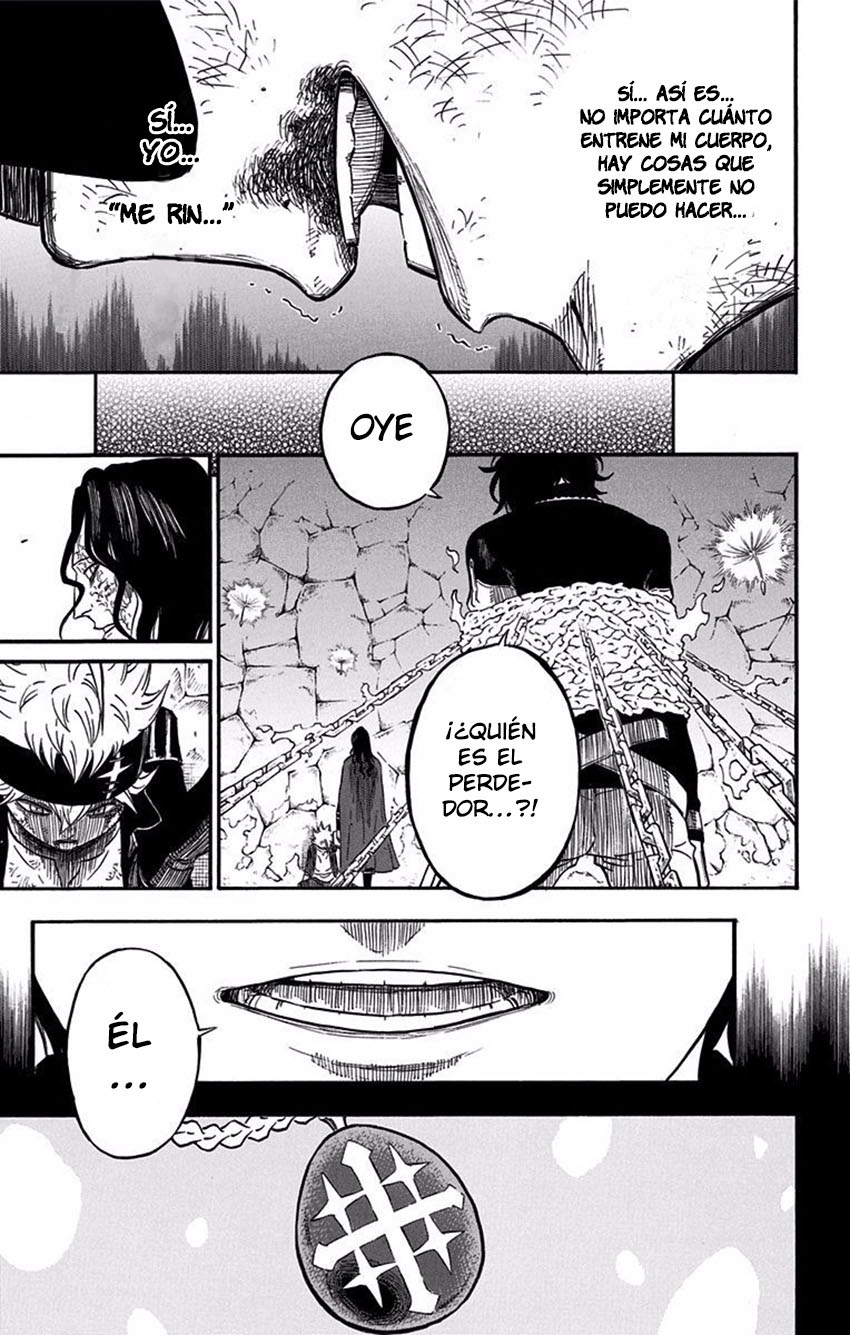 SÍ... ASÍ ES...
NO IMPORTA CUÁNTO
ENTRENE MI CUERPO,
HAY COSAS QUE
SIMPLEMENTE NO
PUEDO HACER...
SÍ...
YO...
"ME RIN..."
OYE
¡¿QUIÉN
ES EL
PERDE-
DOR...?!
ÉL
...